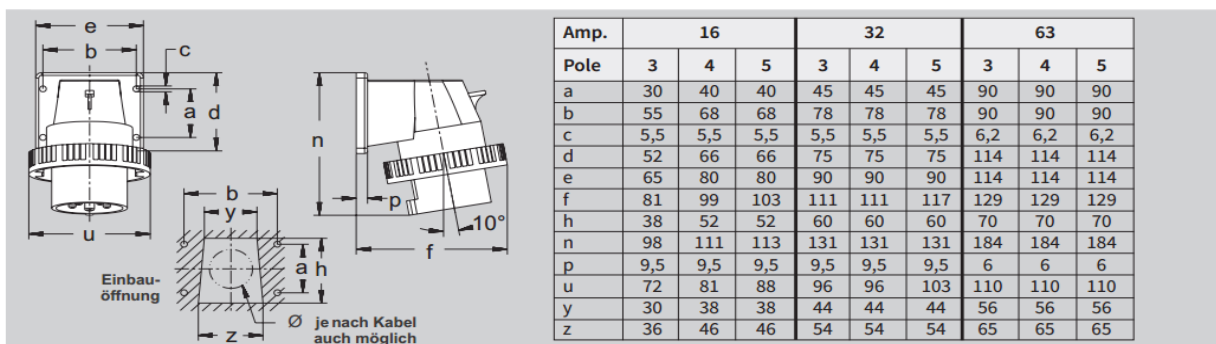 e
b
c
a
d
u
n
p
10°
f
b
y
a
h
z
Einbau-
öffnung
Ø je nach Kabel
auch möglich
Amp. 16 32 63
Pole 3 4 5 3 4 5 3 4 5
a 30 40 40 45 45 45 90 90 90
b 55 68 68 78 78 78 90 90 90
c 5,5 5,5 5,5 5,5 5,5 5,5 6,2 6,2 6,2
d 52 66 66 75 75 75 114 114 114
e 65 80 80 90 90 90 114 114 114
f 81 99 103 111 111 117 129 129 129
h 38 52 52 60 60 60 70 70 70
n 98 111 113 131 131 131 184 184 184
p 9,5 9,5 9,5 9,5 9,5 9,5 6 6 6
u 72 81 88 96 96 103 110 110 110
y 30 38 38 44 44 44 56 56 56
z 36 46 46 54 54 54 65 65 65